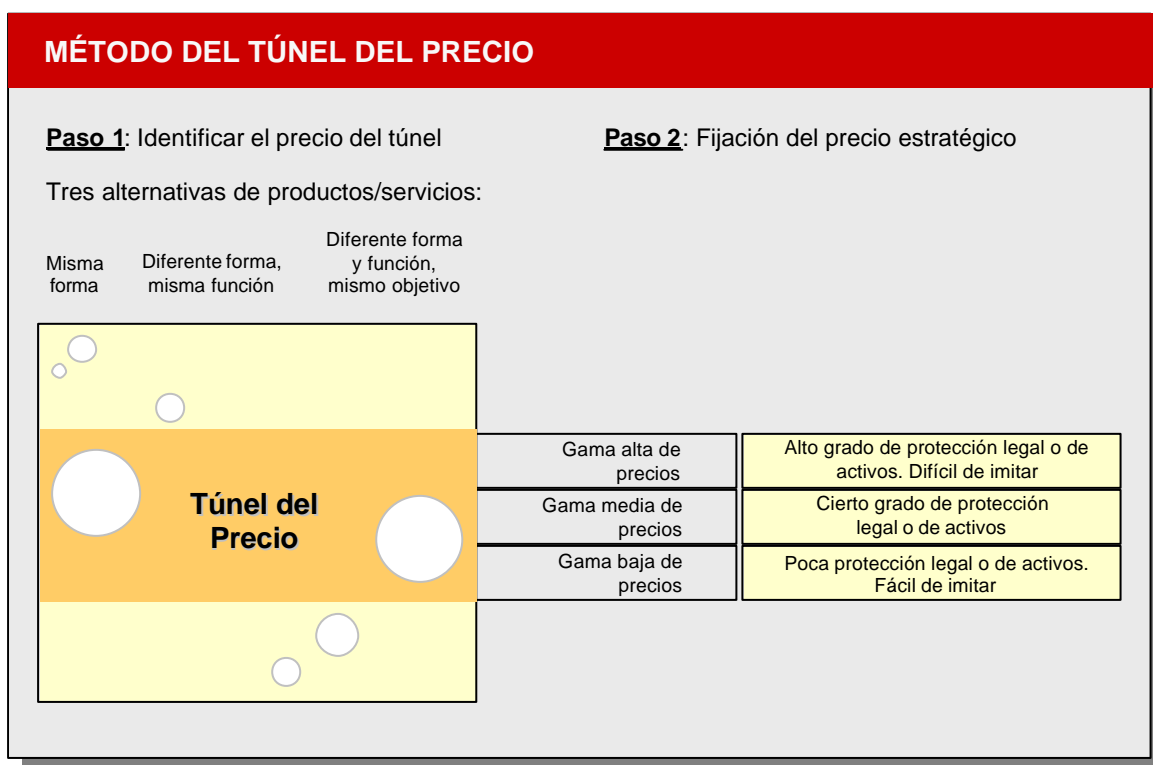 MÉTODO DEL TÚNEL DEL PRECIO
Paso 1: Identificar el precio del túnel
Paso 2: Fijación del precio estratégico
Tres alternativas de productos/servicios:
Misma
forma
Diferente forma,
misma función
Diferente forma
y función,
mismo objetivo
Túnel del
Precio
Gama alta de
precios
Alto grado de protección legal o de
activos. Difícil de imitar
Gama media de
precios
Cierto grado de protección
legal o de activos
Gama baja de
precios
Poca protección legal o de activos.
Fácil de imitar